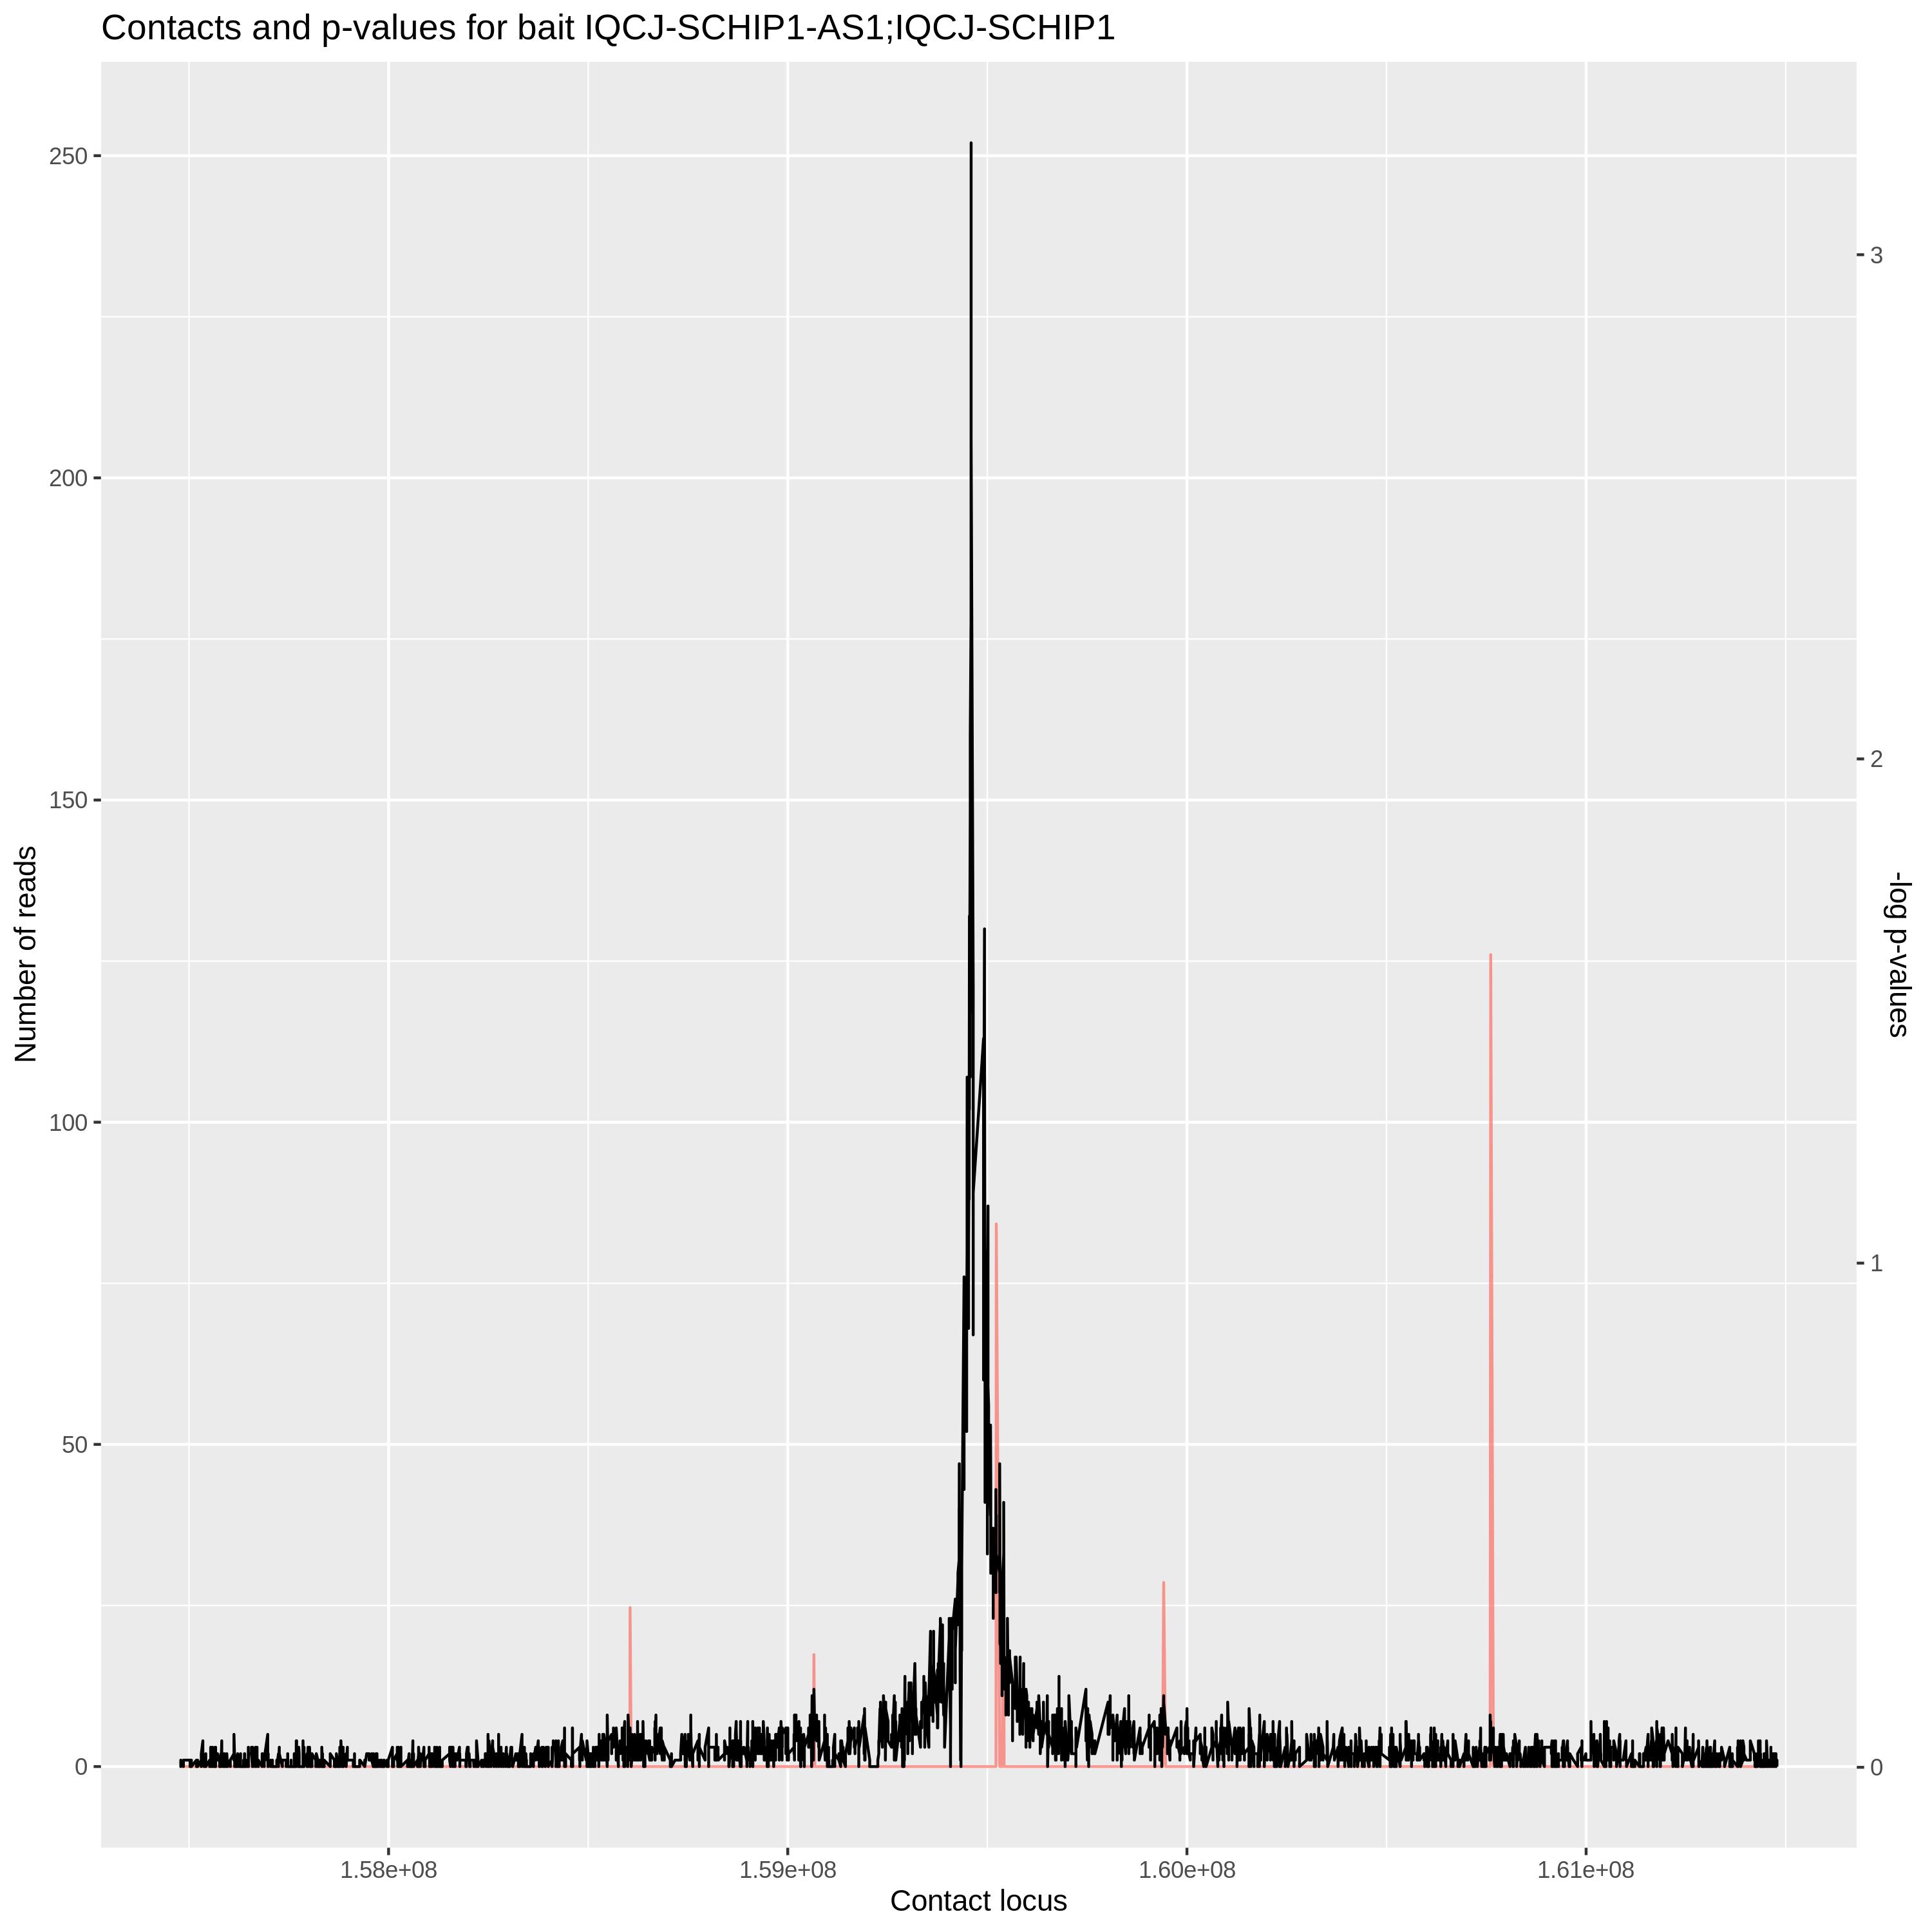 Contacts and p-values for bait IQCJ-SCHIP1-AS1;IQCJ-SCHIP1
250
200
150
100
50
0
Number of reads
3
2
1
0
-log p-values
1.58e+08
1.59e+08
1.60e+08
1.61e+08
Contact locus